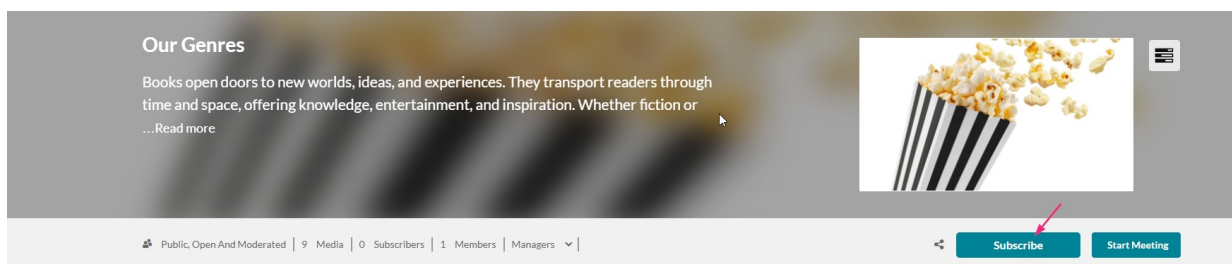 Our Genres
Books open doors to new worlds, ideas, and experiences. They transport readers through
time and space, offering knowledge, entertainment, and inspiration. Whether fiction or
...Read more
Public, Open And Moderated | 9 Media | 0 Subscribers | 1 Members | Managers |
Subscribe
Start Meeting